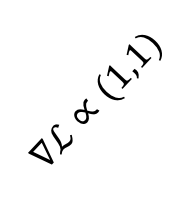 ∇ℒ ∝ (1,1)